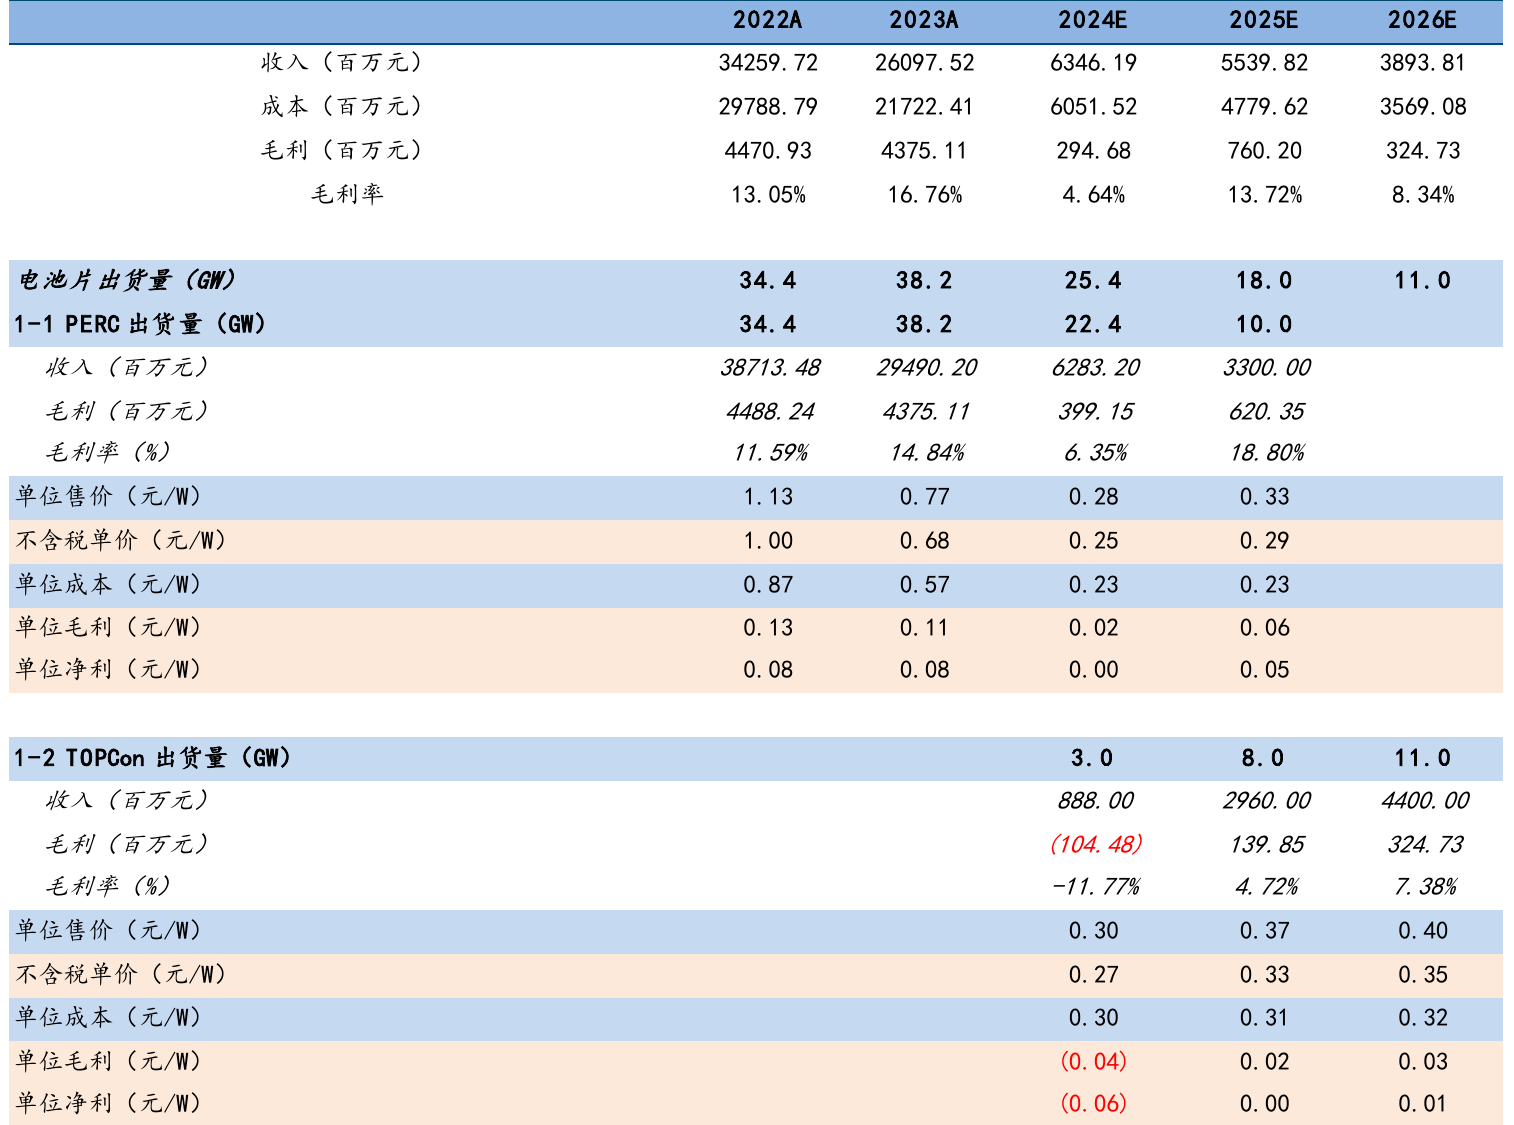 2022A 2023A 2024E 2025E 2026E
收入（百万元） 34259.72 26097.52 6346.19 5539.82 3893.81
成本（百万元） 29788.79 21722.41 6051.52 4779.62 3569.08
毛利（百万元） 4470.93 4375.11 294.68 760.20 324.73
毛利率 13.05% 16.76% 4.64% 13.72% 8.34%
电池片出货量（GW） 34.4 38.2 25.4 18.0 11.0
1-1 PERC 出货量（GW） 34.4 38.2 22.4 10.0
收入（百万元） 38713.48 29490.20 6283.20 3300.00
毛利（百万元） 4488.24 4375.11 399.15 620.35
毛利率（%） 11.59% 14.84% 6.35% 18.80%
单位售价（元/W） 1.13 0.77 0.28 0.33
不含税单价（元/W） 1.00 0.68 0.25 0.29
单位成本（元/W） 0.87 0.57 0.23 0.23
单位毛利（元/W） 0.13 0.11 0.02 0.06
单位净利（元/W） 0.08 0.08 0.00 0.05
1-2 TOPCon 出货量（GW） 3.0 8.0 11.0
收入（百万元） 888.00 2960.00 4400.00
毛利（百万元） (104.48) 139.85 324.73
毛利率（%） -11.77% 4.72% 7.38%
单位售价（元/W） 0.30 0.37 0.40
不含税单价（元/W） 0.27 0.33 0.35
单位成本（元/W） 0.30 0.31 0.32
单位毛利（元/W） (0.04) 0.02 0.03
单位净利（元/W） (0.06) 0.00 0.01